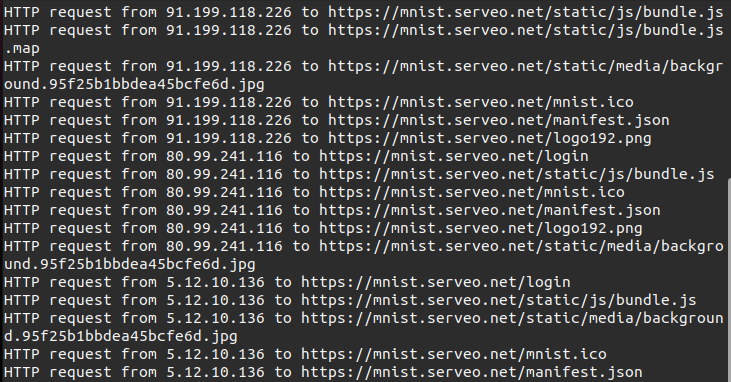 HTTP request from 91.199.118.226 to https://mnist.serveo.net/static/js/bundle.js
HTTP request from 91.199.118.226 to https://mnist.serveo.net/static/js/bundle.js
.map
HTTP request from 91.199.118.226 to https://mnist.serveo.net/static/media/backgr
ound.95f25b1bbdea45bcfe6d.jpg
HTTP request from 91.199.118.226 to https://mnist.serveo.net/mnist.ico
HTTP request from 91.199.118.226 to https://mnist.serveo.net/manifest.json
HTTP request from 91.199.118.226 to https://mnist.serveo.net/logo192.png
HTTP request from 80.99.241.116 to https://mnist.serveo.net/login
HTTP request from 80.99.241.116 to https://mnist.serveo.net/static/js/bundle.js
HTTP request from 80.99.241.116 to https://mnist.serveo.net/mnist.ico
HTTP request from 80.99.241.116 to https://mnist.serveo.net/manifest.json
HTTP request from 80.99.241.116 to https://mnist.serveo.net/logo192.png
HTTP request from 80.99.241.116 to https://mnist.serveo.net/static/media/backgro
und.95f25b1bbdea45bcfe6d.jpg
HTTP request from 5.12.10.136 to https://mnist.serveo.net/login
HTTP request from 5.12.10.136 to https://mnist.serveo.net/static/js/bundle.js
HTTP request from 5.12.10.136 to https://mnist.serveo.net/static/media/backgroun
d.95f25b1bbdea45bcfe6d.jpg
HTTP request from 5.12.10.136 to https://mnist.serveo.net/mnist.ico
HTTP request from 5.12.10.136 to https://mnist.serveo.net/manifest.json